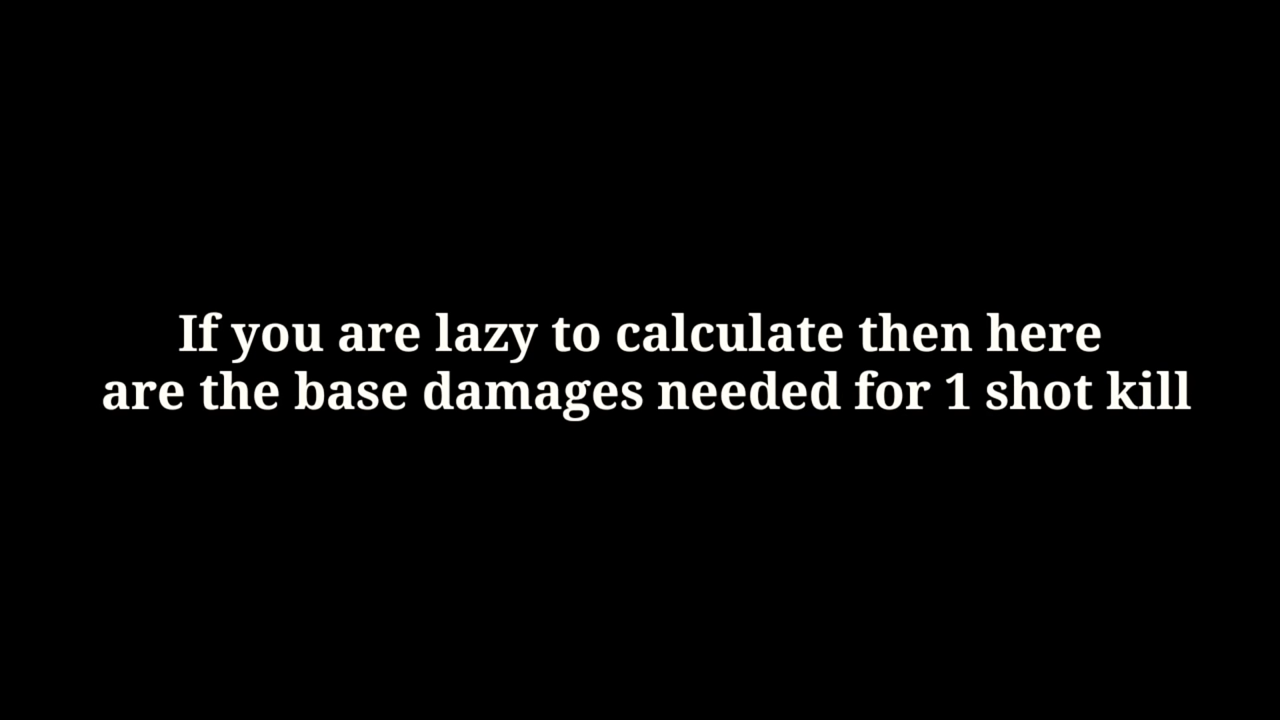 If you are lazy to calculate then here
are the base damages needed for 1 shot kill